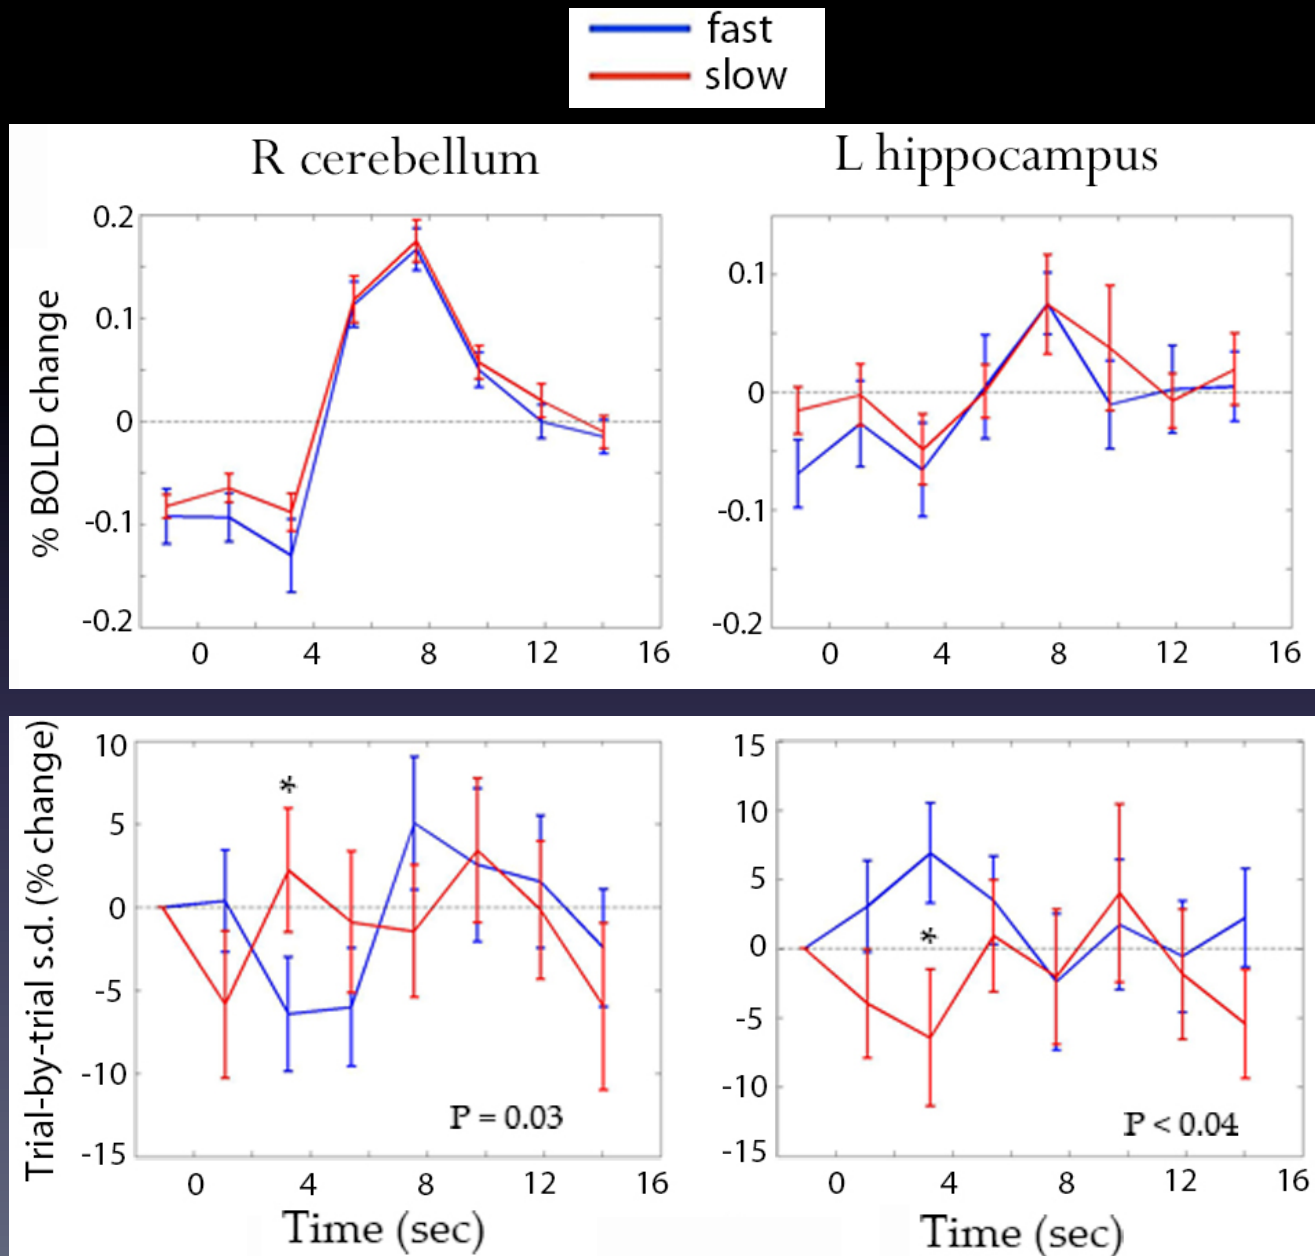 fast
slow
R cerebellum
L hippocampus
% BOLD change
0.2
0.1
0
-0.1
-0.2
0 4 8 12 16
0.1
0
-0.1
-0.2
0 4 8 12 16
Trial-by-trial s.d. (% change)
10
5
0
-5
-10
-15
*
P = 0.03
0 4 8 12 16
Time (sec)
15
10
5
0
-5
-10
-15
*
P < 0.04
0 4 8 12 16
Time (sec)